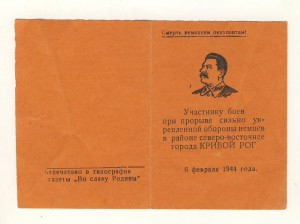 Смерть немецким оккупантам!
Участнику боев
при прорыве сильно ук-
репленной обороны немцев
в районе северо-восточнее
города КРИВОЙ РОГ
6 февраля 1944 года.
Отпечатано в типографии
газеты „Во славу Родины"